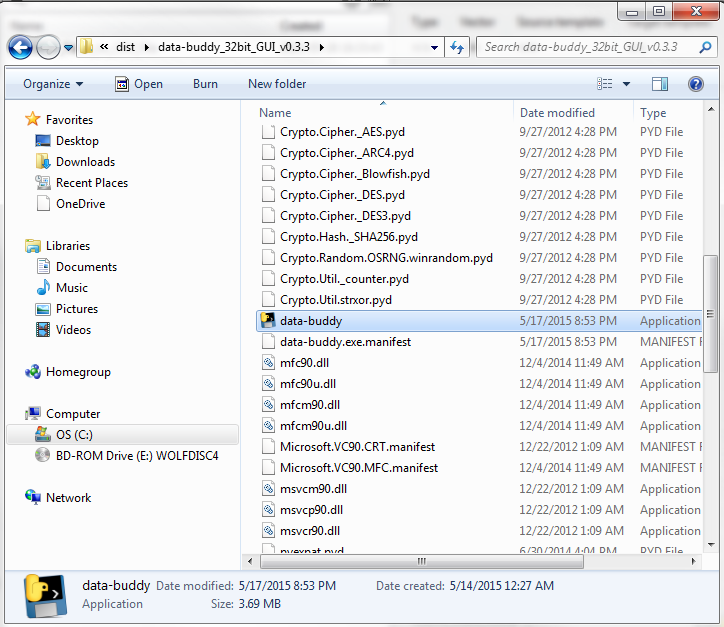 Created
Type
« dist ▸ data-buddy_32bit_GUI_v0.3.3 ▸
Search data-buddy_32bit_GUI_v0.3.3
Organize Open Burn New folder
Favorites
Desktop
Downloads
Recent Places
OneDrive
Libraries
Documents
Music
Pictures
Videos
Homegroup
Computer
OS (C:)
BD-ROM Drive (E:) WOLFDISC4
Network
Name Date modified Type
Crypto.Cipher._AES.pyd 9/27/2012 4:28 PM PYD File
Crypto.Cipher._ARC4.pyd 9/27/2012 4:28 PM PYD File
Crypto.Cipher._Blowfish.pyd 9/27/2012 4:28 PM PYD File
Crypto.Cipher._DES.pyd 9/27/2012 4:28 PM PYD File
Crypto.Cipher._DES3.pyd 9/27/2012 4:28 PM PYD File
Crypto.Hash._SHA256.pyd 9/27/2012 4:28 PM PYD File
Crypto.Random.OSRNG.winrandom.pyd 9/27/2012 4:28 PM PYD File
Crypto.Util._counter.pyd 9/27/2012 4:28 PM PYD File
Crypto.Util.strxor.pyd 9/27/2012 4:28 PM PYD File
data-buddy 5/17/2015 8:53 PM Application
data-buddy.exe.manifest 5/17/2015 8:53 PM MANIFEST F
mfc90.dll 12/4/2014 11:49 AM Application
mfc90u.dll 12/4/2014 11:49 AM Application
mfcm90.dll 12/4/2014 11:49 AM Application
mfcm90u.dll 12/4/2014 11:49 AM Application
Microsoft.VC90.CRT.manifest 12/22/2012 1:09 AM MANIFEST F
Microsoft.VC90.MFC.manifest 12/4/2014 11:49 AM MANIFEST F
msvcm90.dll 12/22/2012 1:09 AM Application
msvcp90.dll 12/22/2012 1:09 AM Application
msvcr90.dll 12/22/2012 1:09 AM Application
pyexpat.pyd 6/30/2014 4:04 PM PYD File
data-buddy Date modified: 5/17/2015 8:53 PM Date created: 5/14/2015 12:27 AM
Application Size: 3.69 MB